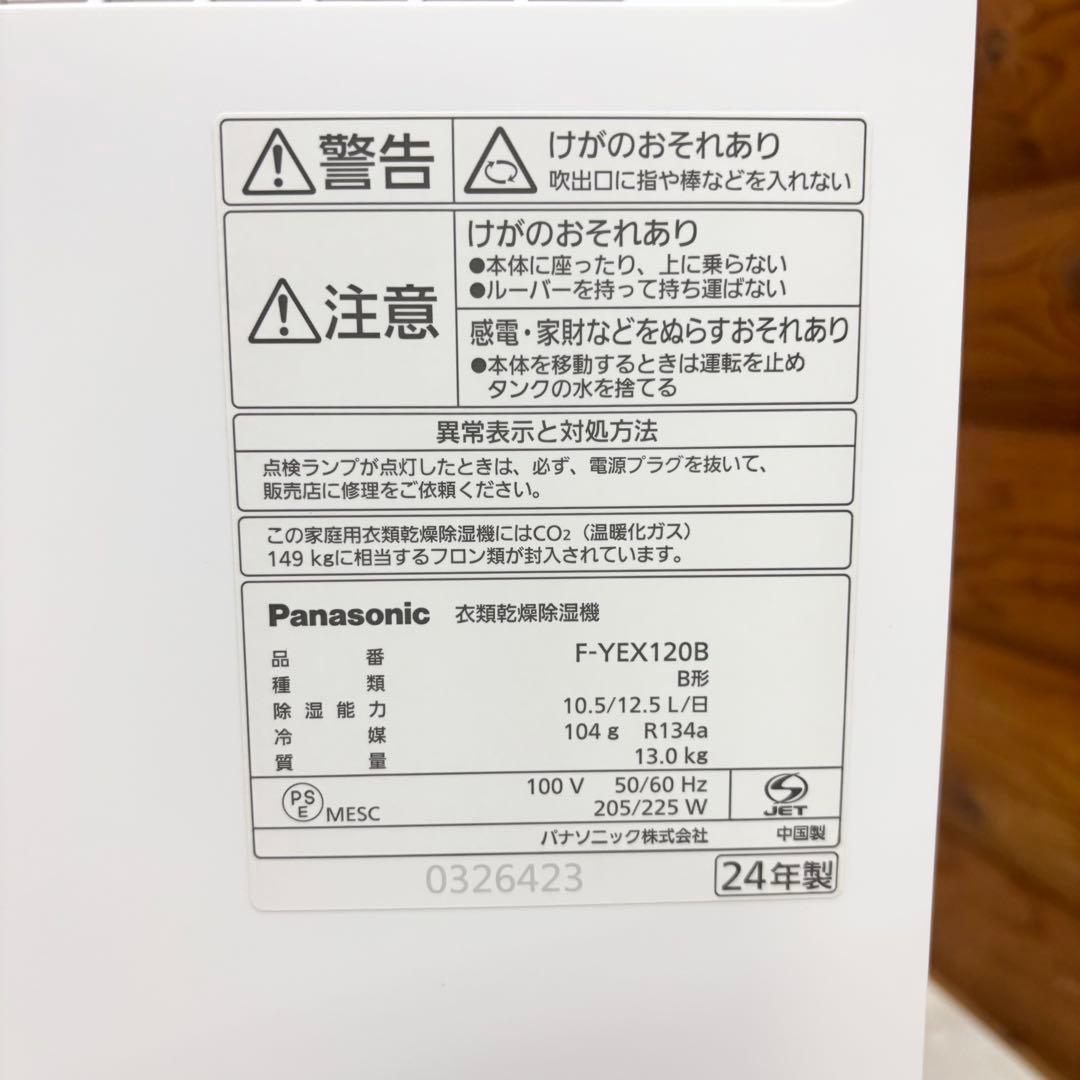 警告
けがのおそれあり
吹出口に指や棒などを入れない
注意
けがのおそれあり
●本体に座ったり、上に乗らない
●ルーバーを持って持ち運ばない
感電・家財などをぬらすおそれあり
●本体を移動するときは運転を止め
タンクの水を捨てる
異常表示と対処方法
点検ランプが点灯したときは、必ず、電源プラグを抜いて、
販売店に修理をご依頼ください。
この家庭用衣類乾燥除湿機にはCO₂（温暖化ガス）
149 kgに相当するフロン類が封入されています。
Panasonic 衣類乾燥除湿機
品番 F-YEX120B
種類 B形
除湿能力 10.5/12.5 L/日
冷媒 104 g R134a
質量 13.0 kg
PSE MESC 100 V 50/60 Hz
205/225 W
JET
パナソニック株式会社 中国製
0326423 24年製